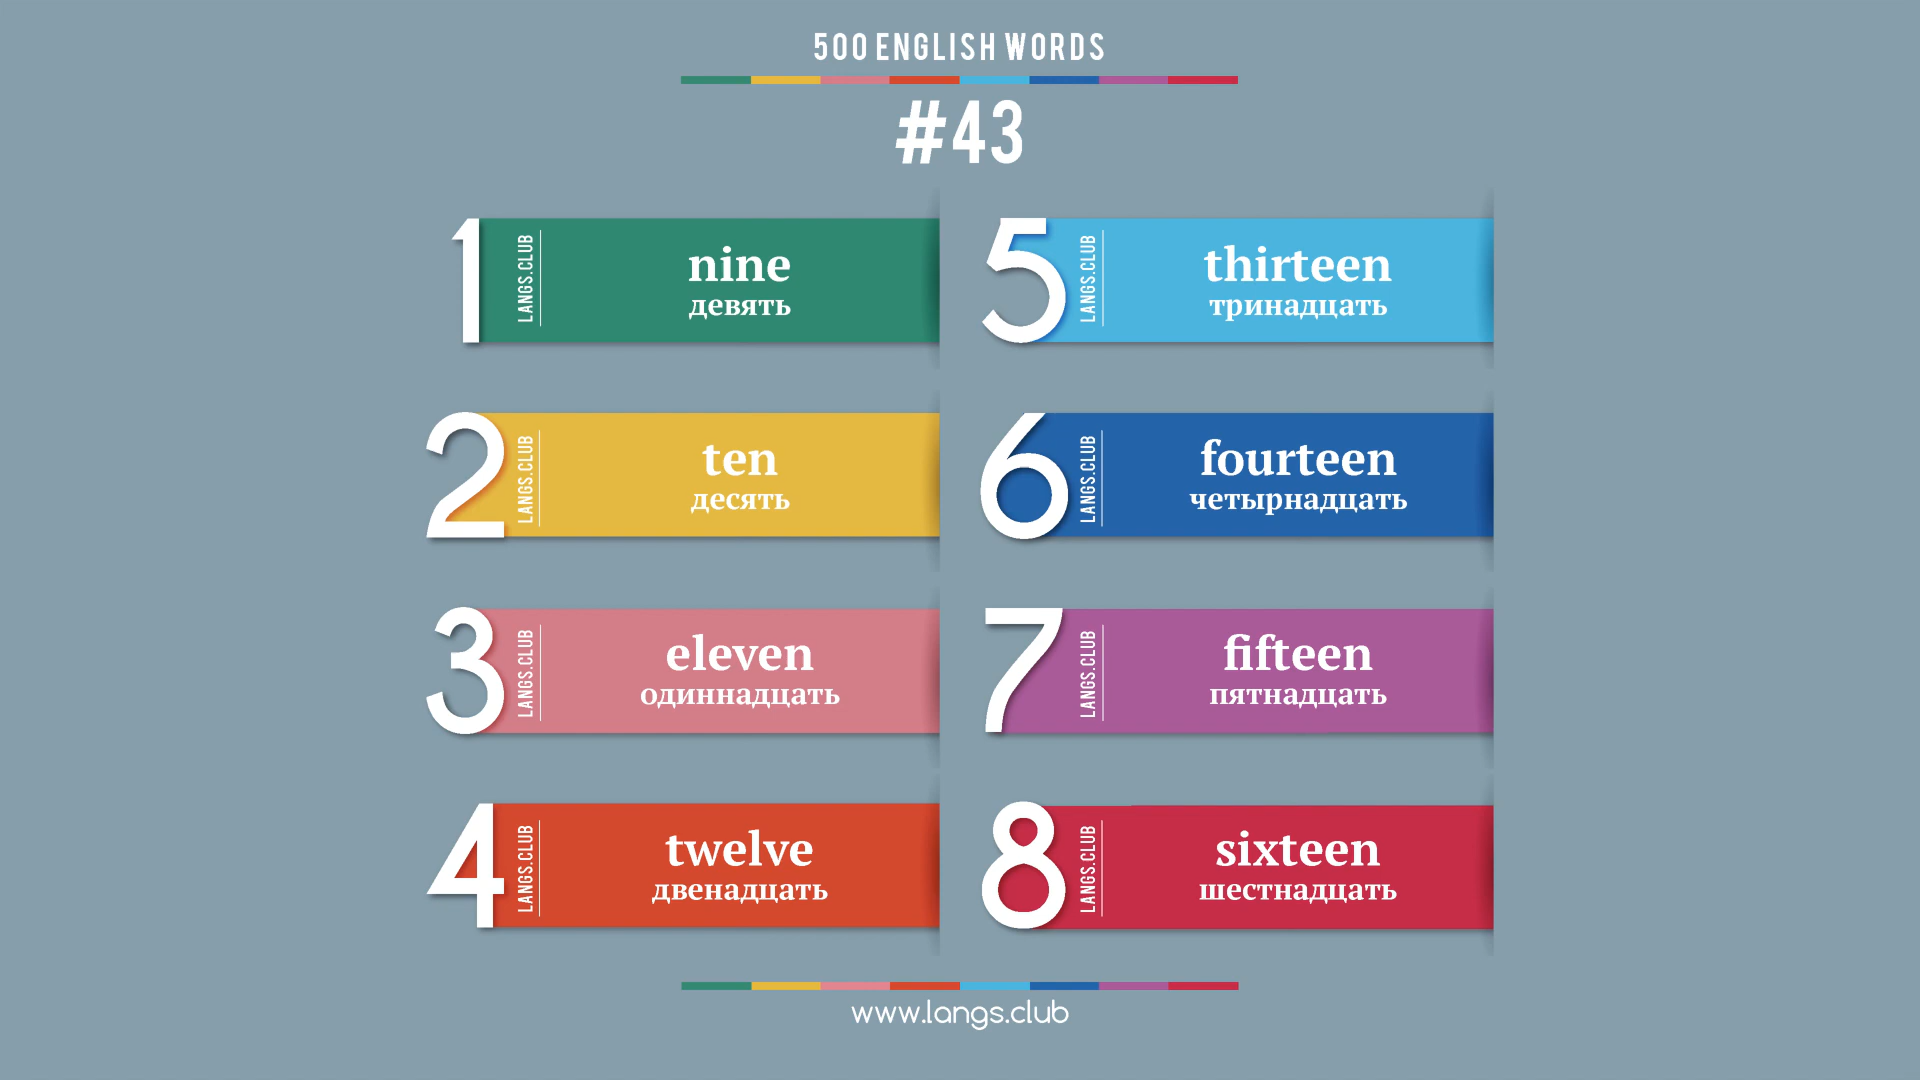 500 ENGLISH WORDS
#43
1
LANGS.CLUB
nine
девять
2
LANGS.CLUB
ten
десять
3
LANGS.CLUB
eleven
одиннадцать
4
LANGS.CLUB
twelve
двенадцать
5
LANGS.CLUB
thirteen
тринадцать
6
LANGS.CLUB
fourteen
четырнадцать
7
LANGS.CLUB
fifteen
пятнадцать
8
LANGS.CLUB
sixteen
шестнадцать
www.langs.club